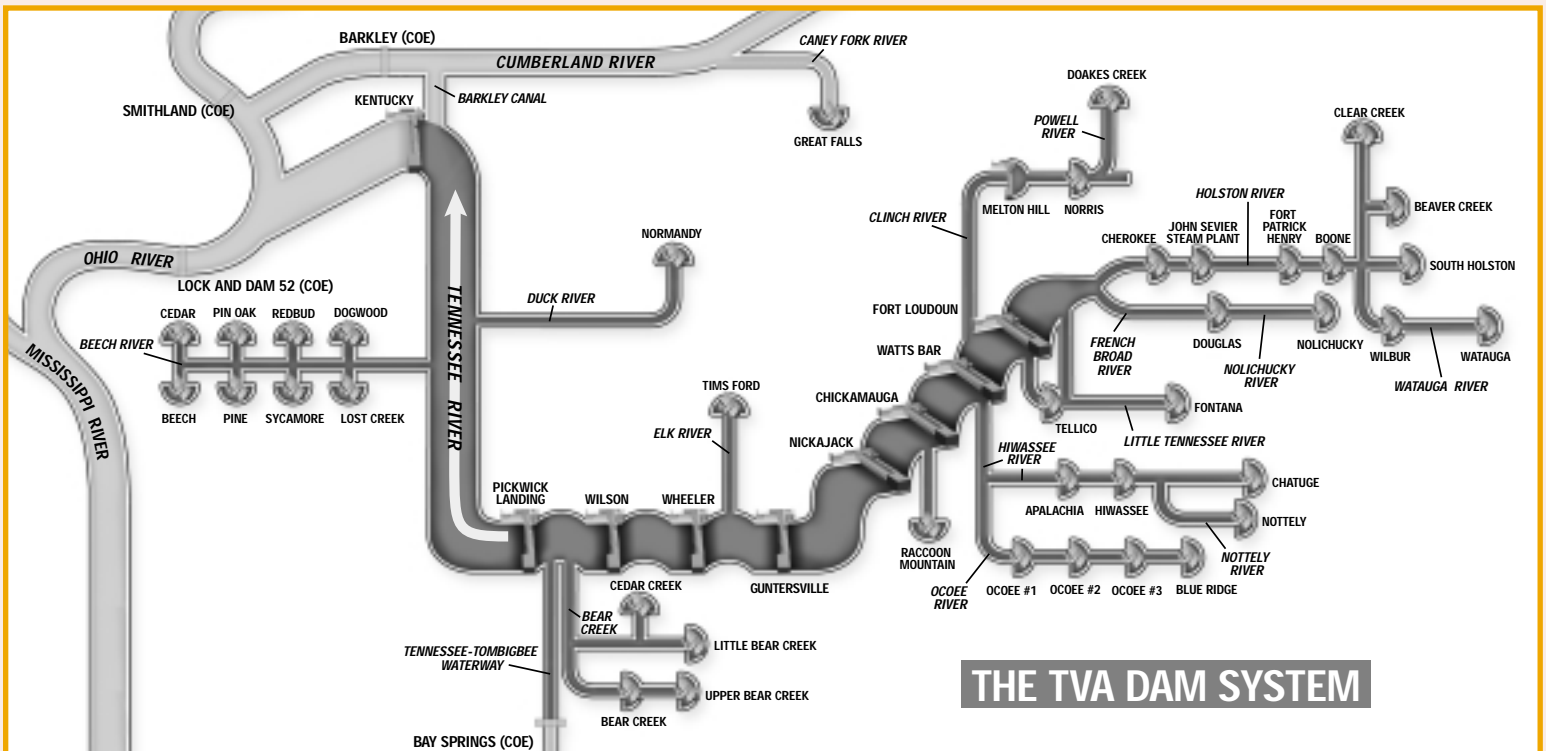 BARKLEY (COE)
CUMBERLAND RIVER
CANEY FORK RIVER
SMITHLAND (COE)
KENTUCKY
BARKLEY CANAL
GREAT FALLS
DOAKES CREEK
POWELL
RIVER
MELTON HILL
NORRIS
CLINCH RIVER
CLEAR CREEK
BEAVER CREEK
HOLSTON RIVER
CHEROKEE
JOHN SEVIER
STEAM PLANT
FORT
PATRICK
HENRY
BOONE
SOUTH HOLSTON
OHIO RIVER
LOCK AND DAM 52 (COE)
NORMANDY
DUCK RIVER
TENNESSEE RIVER
CEDAR
PIN OAK
REDBUD
DOGWOOD
BEECH RIVER
BEECH
PINE
SYCAMORE
LOST CREEK
MISSISSIPPI RIVER
FORT LOUDOUN
WATTS BAR
CHICKAMAUGA
NICKAJACK
FRENCH
BROAD
RIVER
DOUGLAS
NOLICHUCKY
NOLICHUCKY
RIVER
WILBUR
WATAUGA
WATAUGA RIVER
TELLICO
FONTANA
LITTLE TENNESSEE RIVER
TIMS FORD
ELK RIVER
HIWASSEE
RIVER
APALACHIA
HIWASSEE
CHATUGE
NOTTELY
NOTTELY
RIVER
PICKWICK
LANDING
WILSON
WHEELER
GUNTERSVILLE
RACCOON
MOUNTAIN
OCOEE
RIVER
OCOEE #1
OCOEE #2
OCOEE #3
BLUE RIDGE
CEDAR CREEK
BEAR
CREEK
LITTLE BEAR CREEK
TENNESSEE-TOMBIGBEE
WATERWAY
UPPER BEAR CREEK
BEAR CREEK
BAY SPRINGS (COE)
THE TVA DAM SYSTEM